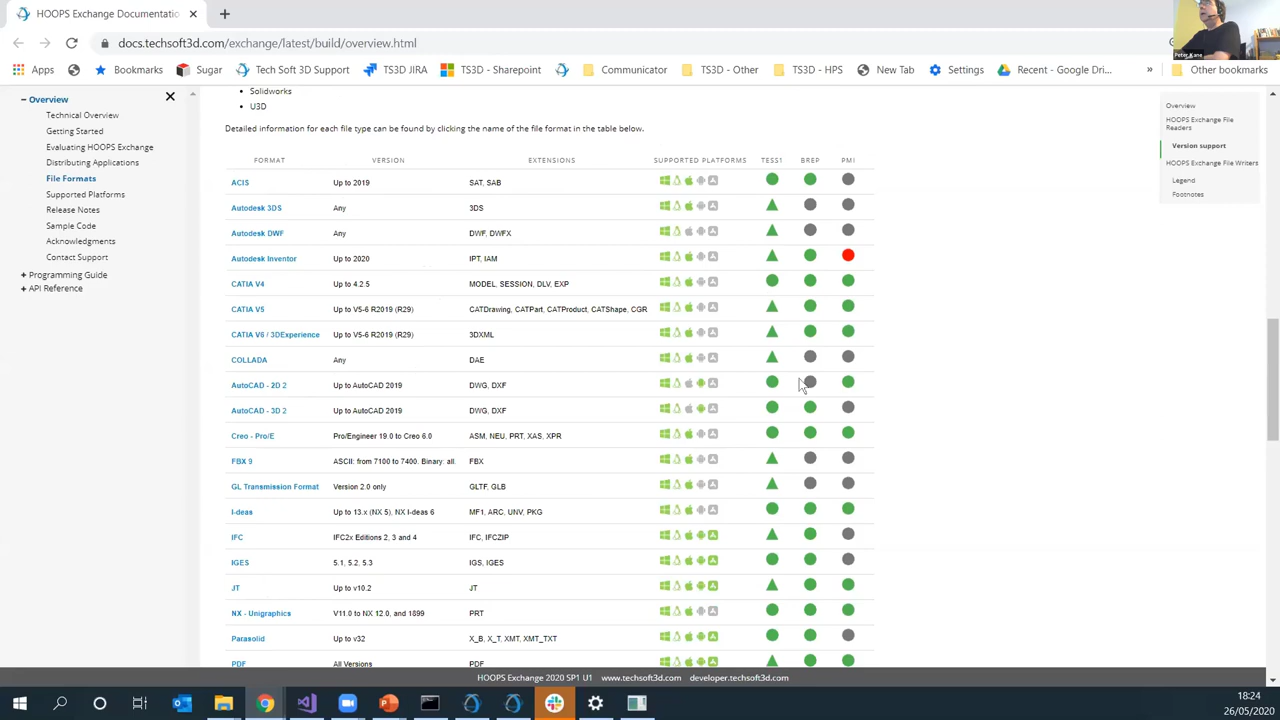 HOOPS Exchange Documentatio
docs.techsoft3d.com/exchange/latest/build/overview.html
Peter Kane
Apps
Bookmarks
Sugar
Tech Soft 3D Support
TS3D JIRA
TS3D - Sharepoint
Communicator
TS3D - Other
TS3D - HPS
New Tab
Settings
Recent - Google Dri...
»
Other bookmarks
Overview
Technical Overview
Getting Started
Evaluating HOOPS Exchange
Distributing Applications
File Formats
Supported Platforms
Release Notes
Sample Code
Acknowledgments
Contact Support
Programming Guide
API Reference
Solidworks
U3D
Detailed information for each file type can be found by clicking the name of the file format in the table below.
FORMAT VERSION EXTENSIONS SUPPORTED PLATFORMS TESS1 BREP PMI
ACIS Up to 2019 SAT, SAB
Autodesk 3DS Any 3DS
Autodesk DWF Any DWF, DWFX
Autodesk Inventor Up to 2020 IPT, IAM
CATIA V4 Up to 4.2.5 MODEL, SESSION, DLV, EXP
CATIA V5 Up to V5-6 R2019 (R29) CATDrawing, CATPart, CATProduct, CATShape, CGR
CATIA V6 / 3DExperience Up to V5-6 R2019 (R29) 3DXML
COLLADA Any DAE
AutoCAD - 2D 2 Up to AutoCAD 2019 DWG, DXF
AutoCAD - 3D 2 Up to AutoCAD 2019 DWG, DXF
Creo - Pro/E Pro/Engineer 19.0 to Creo 6.0 ASM, NEU, PRT, XAS, XPR
FBX 9 ASCII: from 7100 to 7400. Binary: all. FBX
GL Transmission Format Version 2.0 only GLTF, GLB
I-deas Up to 13.x (NX 5), NX I-deas 6 MF1, ARC, UNV, PKG
IFC IFC2x Editions 2, 3 and 4 IFC, IFCZIP
IGES 5.1, 5.2, 5.3 IGS, IGES
JT Up to v10.2 JT
NX - Unigraphics V11.0 to NX 12.0, and 1899 PRT
Parasolid Up to v32 X_B, X_T, XMT, XMT_TXT
PDF All Versions PDF
Overview
HOOPS Exchange File
Readers
Version support
HOOPS Exchange File Writers
Legend
Footnotes
HOOPS Exchange 2020 SP1 U1 www.techsoft3d.com developer.techsoft3d.com
18:24
26/05/2020